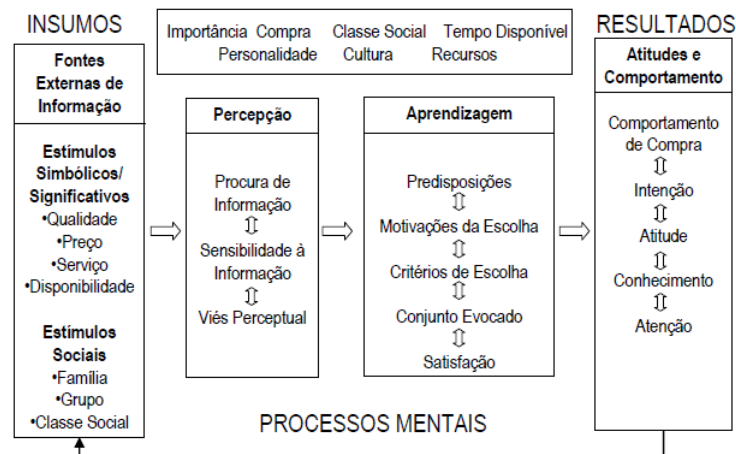 INSUMOS
Fontes
Externas de
Informação
Estímulos
Simbólicos/
Significativos
•Qualidade
•Preço
•Serviço
•Disponibilidade
Estímulos
Sociais
•Família
•Grupo
•Classe Social
Importância Compra Classe Social Tempo Disponível
Personalidade Cultura Recursos
Percepção
Procura de
Informação
Sensibilidade à
Informação
Viés Perceptual
Aprendizagem
Predisposições
Motivações da Escolha
Critérios de Escolha
Conjunto Evocado
Satisfação
PROCESSOS MENTAIS
RESULTADOS
Atitudes e
Comportamento
Comportamento
de Compra
Intenção
Atitude
Conhecimento
Atenção